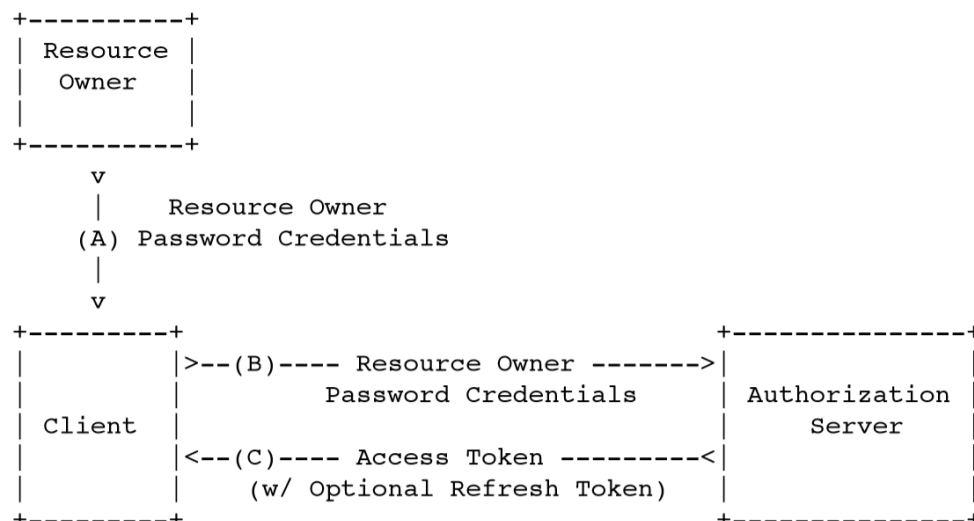 Resource
Owner
v
Resource Owner
(A) Password Credentials
v
>--(B)---- Resource Owner ------->
Password Credentials
Authorization
Client
Server
<--(C)---- Access Token ---------<
(w/ Optional Refresh Token)